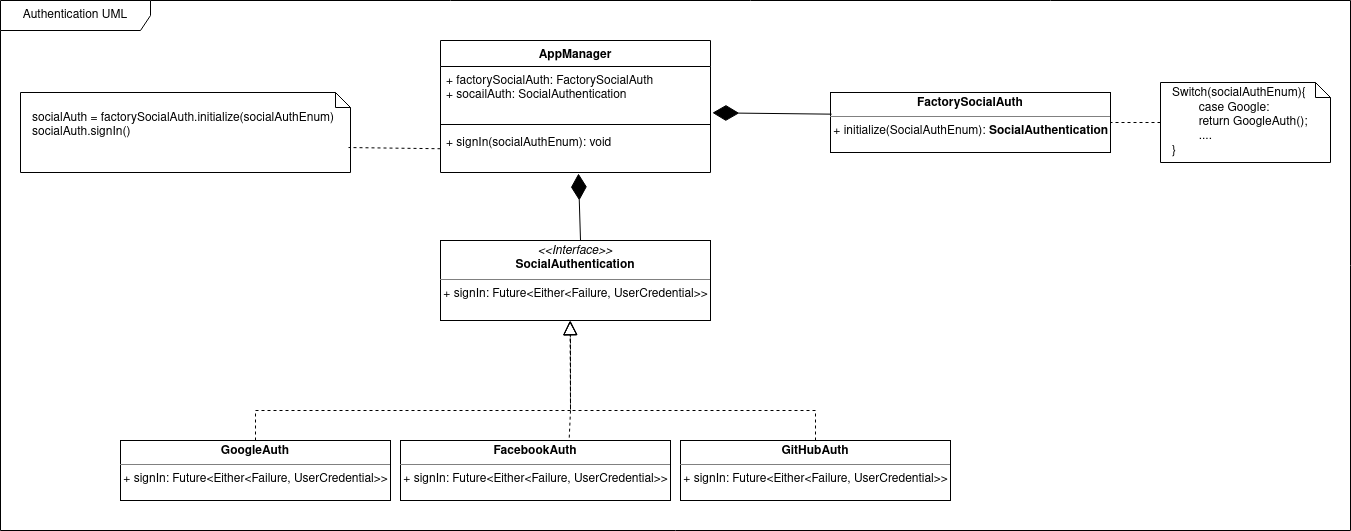 Authentication UML
AppManager
+ factorySocialAuth: FactorySocialAuth
+ socailAuth: SocialAuthentication
+ signIn(socialAuthEnum): void
socialAuth = factorySocialAuth.initialize(socialAuthEnum)
socialAuth.signIn()
FactorySocialAuth
+ initialize(SocialAuthEnum): SocialAuthentication
Switch(socialAuthEnum){
case Google:
return GoogleAuth();
....
}
<<Interface>>
SocialAuthentication
+ signIn: Future<Either<Failure, UserCredential>>
GoogleAuth
+ signIn: Future<Either<Failure, UserCredential>>
FacebookAuth
+ signIn: Future<Either<Failure, UserCredential>>
GitHubAuth
+ signIn: Future<Either<Failure, UserCredential>>